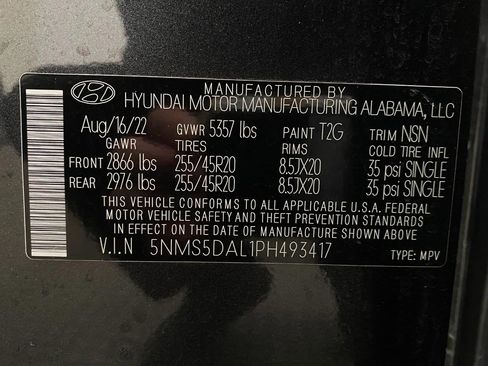 MANUFACTURED BY
HYUNDAI MOTOR MANUFACTURING ALABAMA, LLC
Aug/16/22 GVWR 5357 lbs PAINT T2G TRIM NSN
GAWR TIRES RIMS COLD TIRE INFL
FRONT 2866 lbs 255/45R20 8.5JX20 35 psi SINGLE
REAR 2976 lbs 255/45R20 8.5JX20 35 psi SINGLE
THIS VEHICLE CONFORMS TO ALL APPLICABLE U.S.A. FEDERAL
MOTOR VEHICLE SAFETY AND THEFT PREVENTION STANDARDS
IN EFFECT ON THE DATE OF MANUFACTURE SHOWN ABOVE
V.I.N 5NMS5DAL1PH493417 TYPE: MPV